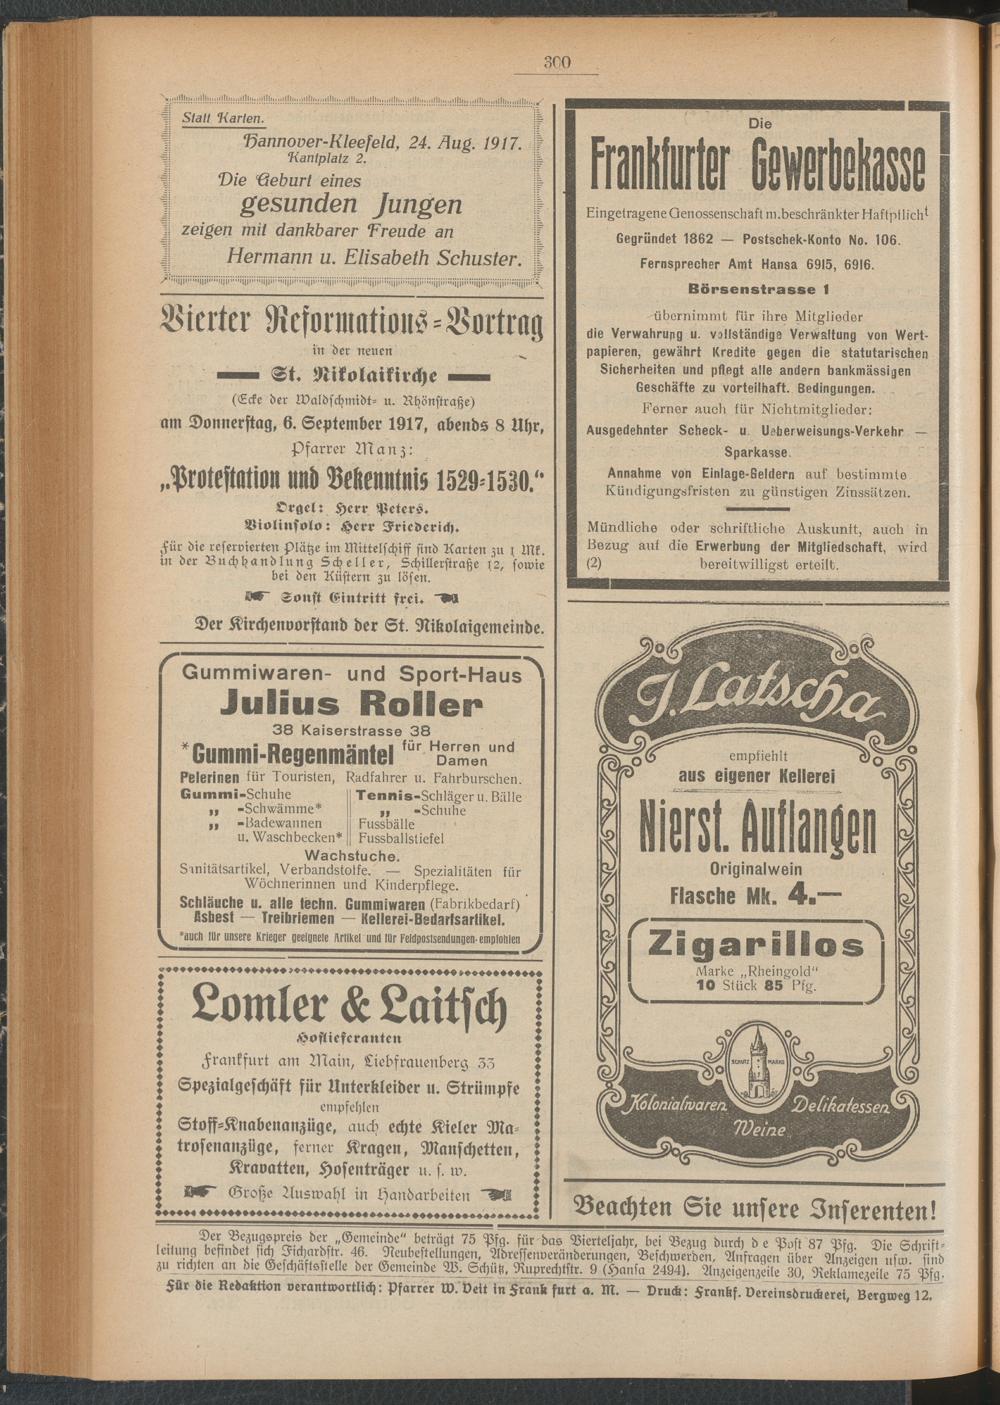 300
Statt Karten.
Hannover-Kleefeld, 24. Aug. 1917.
Kantplatz 2.
Die Geburt eines
gesunden Jungen
zeigen mit dankbarer Freude an
Hermann u. Elisabeth Schuster.
Vierter Reformations-Vortrag
in der neuen
St. Nikolaikirche
(Ecke der Waldschmidt- u. Rhönstraße)
am Donnerstag, 6. September 1917, abends 8 Uhr,
Pfarrer Manz:
„Protestation und Bekenntnis 1529-1530.“
Orgel: Herr Peters.
Violinsolo: Herr Friederich.
Für die reservierten Plätze im Mittelschiff sind Karten zu 1 Mk.
in der Buchhandlung Scheller, Schillerstraße 12, sowie
bei den Küstern zu lösen.
Sonst Eintritt frei.
Der Kirchenvorstand der St. Nikolaigemeinde.
Gummiwaren- und Sport-Haus
Julius Roller
38 Kaiserstrasse 38
*Gummi-Regenmäntel für Herren und Damen
Pelerinen für Touristen, Radfahrer u. Fahrburschen.
Gummi-Schuhe
„ -Schwämme*
„ -Badewannen
u. Waschbecken*
Tennis-Schläger u. Bälle
„ -Schuhe
Fussbälle
Fussballstiefel
Wachstuche.
Sanitätsartikel, Verbandstoffe. — Spezialitäten für
Wöchnerinnen und Kinderpflege.
Schläuche u. alle techn. Gummiwaren (Fabrikbedarf)
Asbest — Treibriemen — Kellerei-Bedarfsartikel.
*auch für unsere Krieger geeignete Artikel und für Feldpostsendungen empfohlen
Lomler & Laitsch
Hoflieferanten
Frankfurt am Main, Liebfrauenberg 33
Spezialgeschäft für Unterkleider u. Strümpfe
empfehlen
Stoff-Knabenanzüge, auch echte Kieler Ma-
trosenanzüge, ferner Kragen, Manschetten,
Kravatten, Hosenträger u. s. w.
Große Auswahl in Handarbeiten
Die
Frankfurter Gewerbekasse
Eingetragene Genossenschaft m.beschränkter Haftpflicht
Gegründet 1862 — Postschek-Konto No. 106.
Fernsprecher Amt Hansa 6915, 6916.
Börsenstrasse 1
übernimmt für ihre Mitglieder
die Verwahrung u. vollständige Verwaltung von Wert-
papieren, gewährt Kredite gegen die statutarischen
Sicherheiten und pflegt alle andern bankmässigen
Geschäfte zu vorteilhaft. Bedingungen.
Ferner auch für Nichtmitglieder:
Ausgedehnter Scheck- u. Ueberweisungs-Verkehr —
Sparkasse.
Annahme von Einlage-Geldern auf bestimmte
Kündigungsfristen zu günstigen Zinssätzen.
Mündliche oder schriftliche Auskunft, auch in
Bezug auf die Erwerbung der Mitgliedschaft, wird
(2) bereitwilligst erteilt.
J. Latscha
empfiehlt
aus eigener Kellerei
Nierst. Auflangen
Originalwein
Flasche Mk. 4.—
Zigarillos
Marke „Rheingold“
10 Stück 85 Pfg.
SCHUTZ MARKE
Kolonialwaren Delikatessen
Weine
Beachten Sie unsere Inserenten!
Der Bezugspreis der „Gemeinde“ beträgt 75 Pfg. für das Vierteljahr, bei Bezug durch d e Post 87 Pfg. Die Schrift-
leitung befindet sich Fichardstr. 46. Neubestellungen, Adressenveränderungen, Beschwerden, Anfragen über Anzeigen usw. sind
zu richten an die Geschäftsstelle der Gemeinde W. Schütz, Ruprechtstr. 9 (Hansa 2494). Anzeigenzeile 30, Reklamezeile 75 Pfg.
Für die Redaktion verantwortlich: Pfarrer W. Veit in Frankfurt a. M. — Druck: Frankf. Vereinsdruckerei, Bergweg 12.